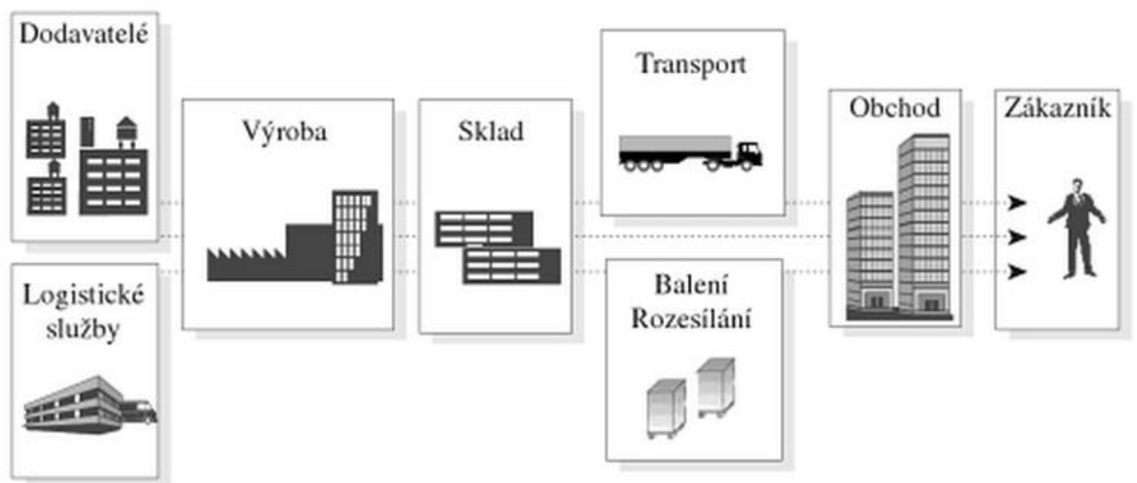 Dodavatelé
Logistické
služby
Výroba
Sklad
Transport
Balení
Rozesílání
Obchod
Zákazník